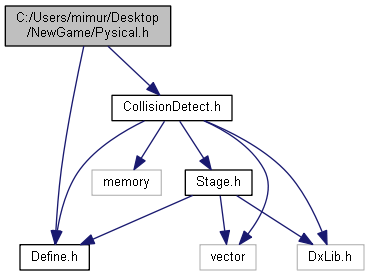 C:/Users/mimur/Desktop
/NewGame/Pysical.h
CollisionDetect.h
memory
Stage.h
Define.h
vector
DxLib.h